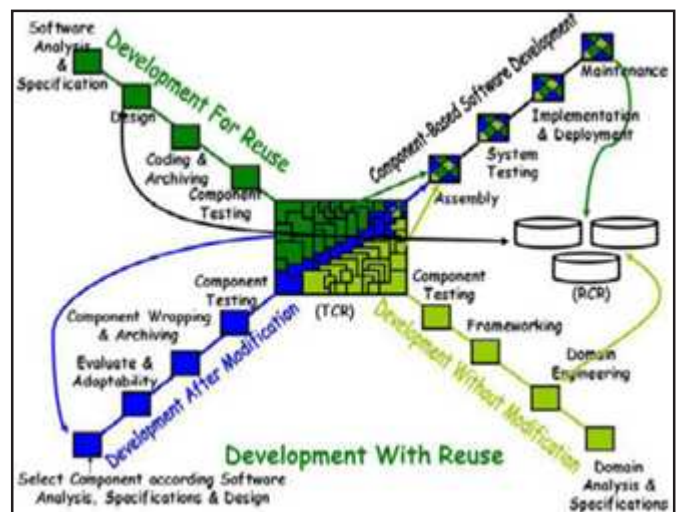 Software
Analysis
&
Specification
Design
Coding &
Archiving
Component
Testing
Development For Reuse
Component-Based Software Development
Maintenance
Implementation
& Deployment
System
Testing
Assembly
(RCR)
(TCR)
Component
Testing
Component Wrapping
& Archiving
Evaluate &
Adaptability
Select Component according Software
Analysis, Specifications & Design
Development After Modification
Component
Testing
Frameworking
Domain
Engineering
Domain
Analysis &
Specifications
Development Without Modification
Development With Reuse